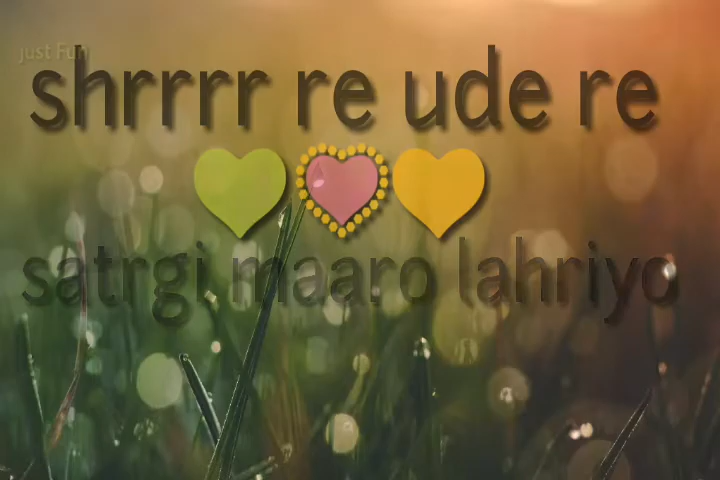 just Fun
shrrrr re ude re
💚💝💛
satrgi maaro lahriyo